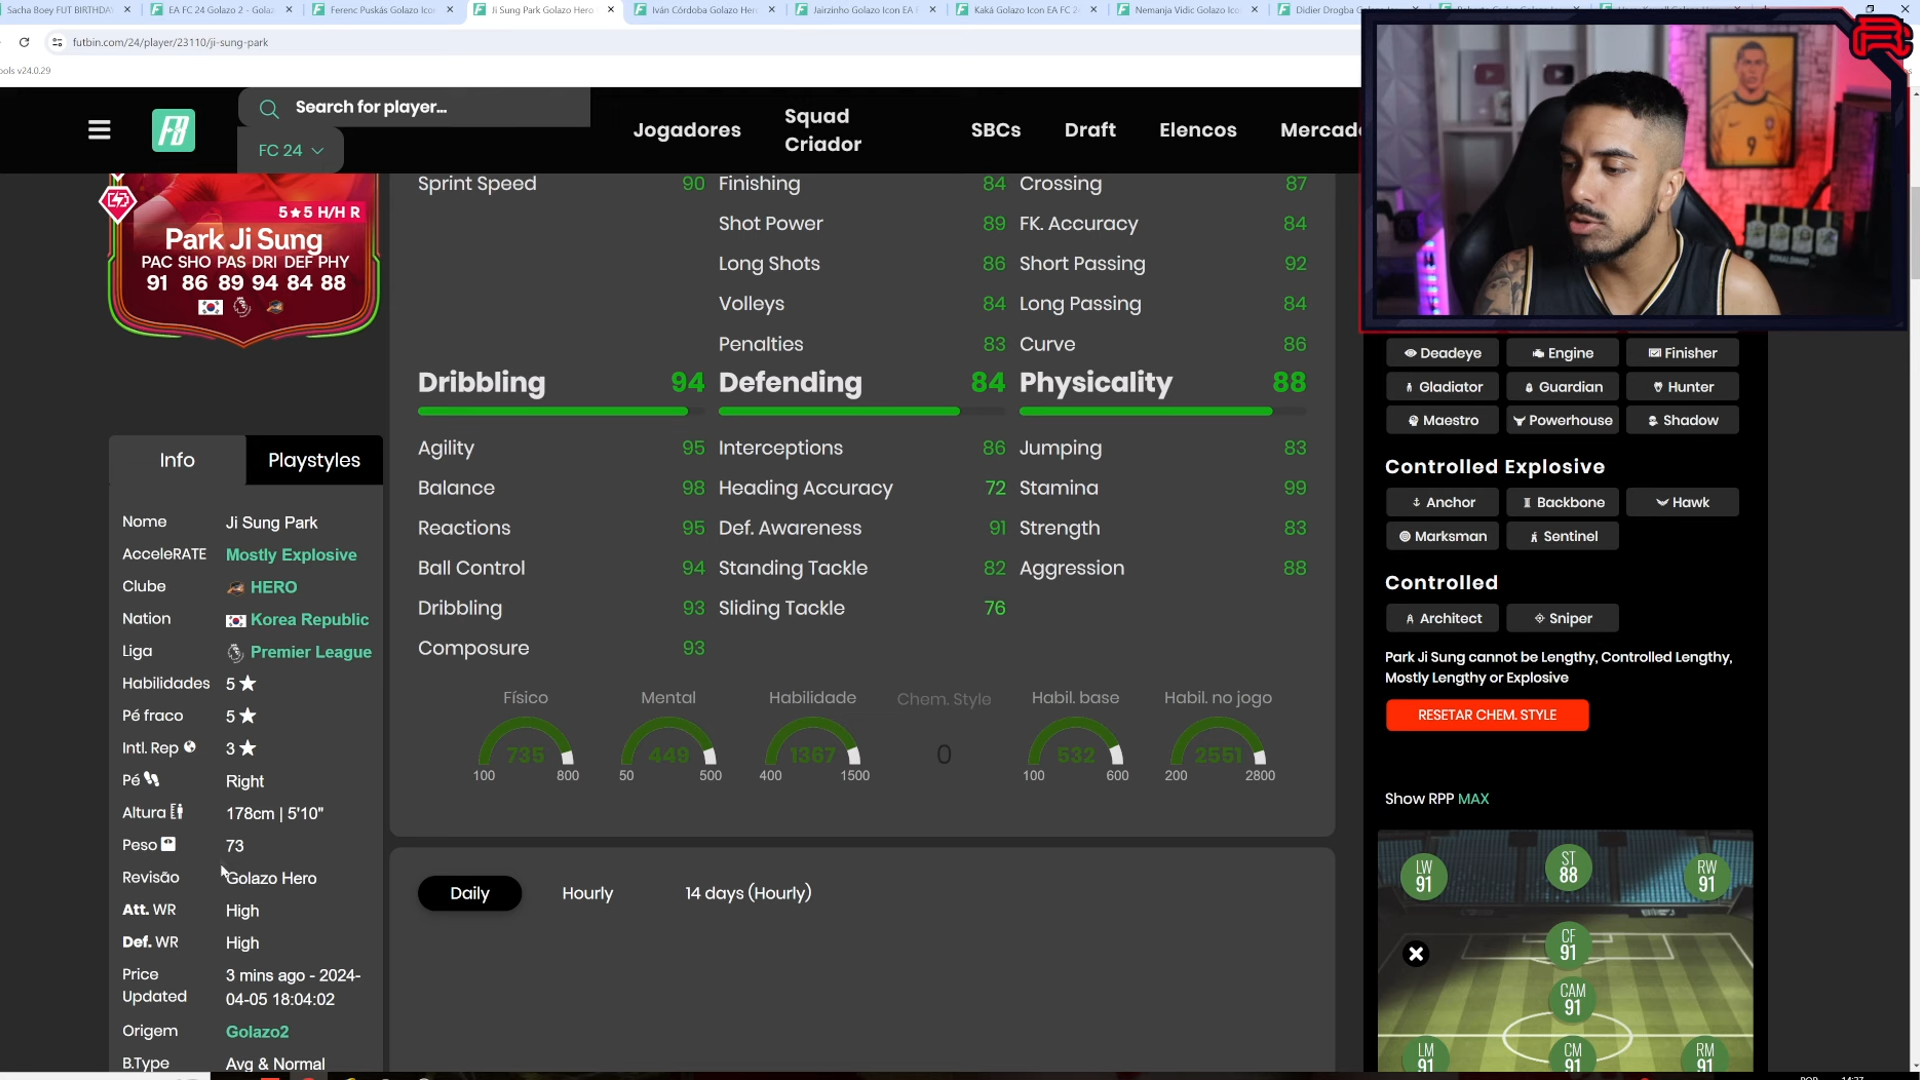 Sacha Boey FUT BIRTHDAY
EA FC 24 Golazo 2 - Golaz
Ferenc Puskás Golazo Icon
Ji Sung Park Golazo Hero
Iván Córdoba Golazo Hero
Jairzinho Golazo Icon EA F
Kaká Golazo Icon EA FC 24
Nemanja Vidic Golazo Ico
Didier Drogba
futbin.com/24/player/23110/ji-sung-park
ools v24.0.29
Search for player...
FC 24
Jogadores
Squad Criador
SBCs
Draft
Elencos
Mercado
5★5 H/H R
Park Ji Sung
PAC SHO PAS DRI DEF PHY
91 86 89 94 84 88
Sprint Speed 90
Finishing 84
Crossing 87
Shot Power 89
FK. Accuracy 84
Long Shots 86
Short Passing 92
Volleys 84
Long Passing 84
Penalties 83
Curve 86
Dribbling 94
Defending 84
Physicality 88
Agility 95
Interceptions 86
Jumping 83
Balance 98
Heading Accuracy 72
Stamina 99
Reactions 95
Def. Awareness 91
Strength 83
Ball Control 94
Standing Tackle 82
Aggression 88
Dribbling 93
Sliding Tackle 76
Composure 93
Físico
Mental
Habilidade
Chem. Style
Habil. base
Habil. no jogo
735
449
1367
0
532
2551
100 800
50 500
400 1500
100 600
200 2800
Daily
Hourly
14 days (Hourly)
Info
Playstyles
Nome Ji Sung Park
AcceleRATE Mostly Explosive
Clube HERO
Nation Korea Republic
Liga Premier League
Habilidades 5★
Pé fraco 5★
Intl. Rep 3★
Pé Right
Altura 178cm | 5'10"
Peso 73
Revisão Golazo Hero
Att. WR High
Def. WR High
Price Updated 3 mins ago - 2024-
04-05 18:04:02
Origem Golazo2
B.Type Avg & Normal
Deadeye
Engine
Finisher
Gladiator
Guardian
Hunter
Maestro
Powerhouse
Shadow
Controlled Explosive
Anchor
Backbone
Hawk
Marksman
Sentinel
Controlled
Architect
Sniper
Park Ji Sung cannot be Lengthy, Controlled Lengthy,
Mostly Lengthy or Explosive
RESETAR CHEM. STYLE
Show RPP MAX
LW 91
ST 88
RW 91
CF 91
CAM 91
LM 91
CM 91
RM 91
9
RONALDINHO